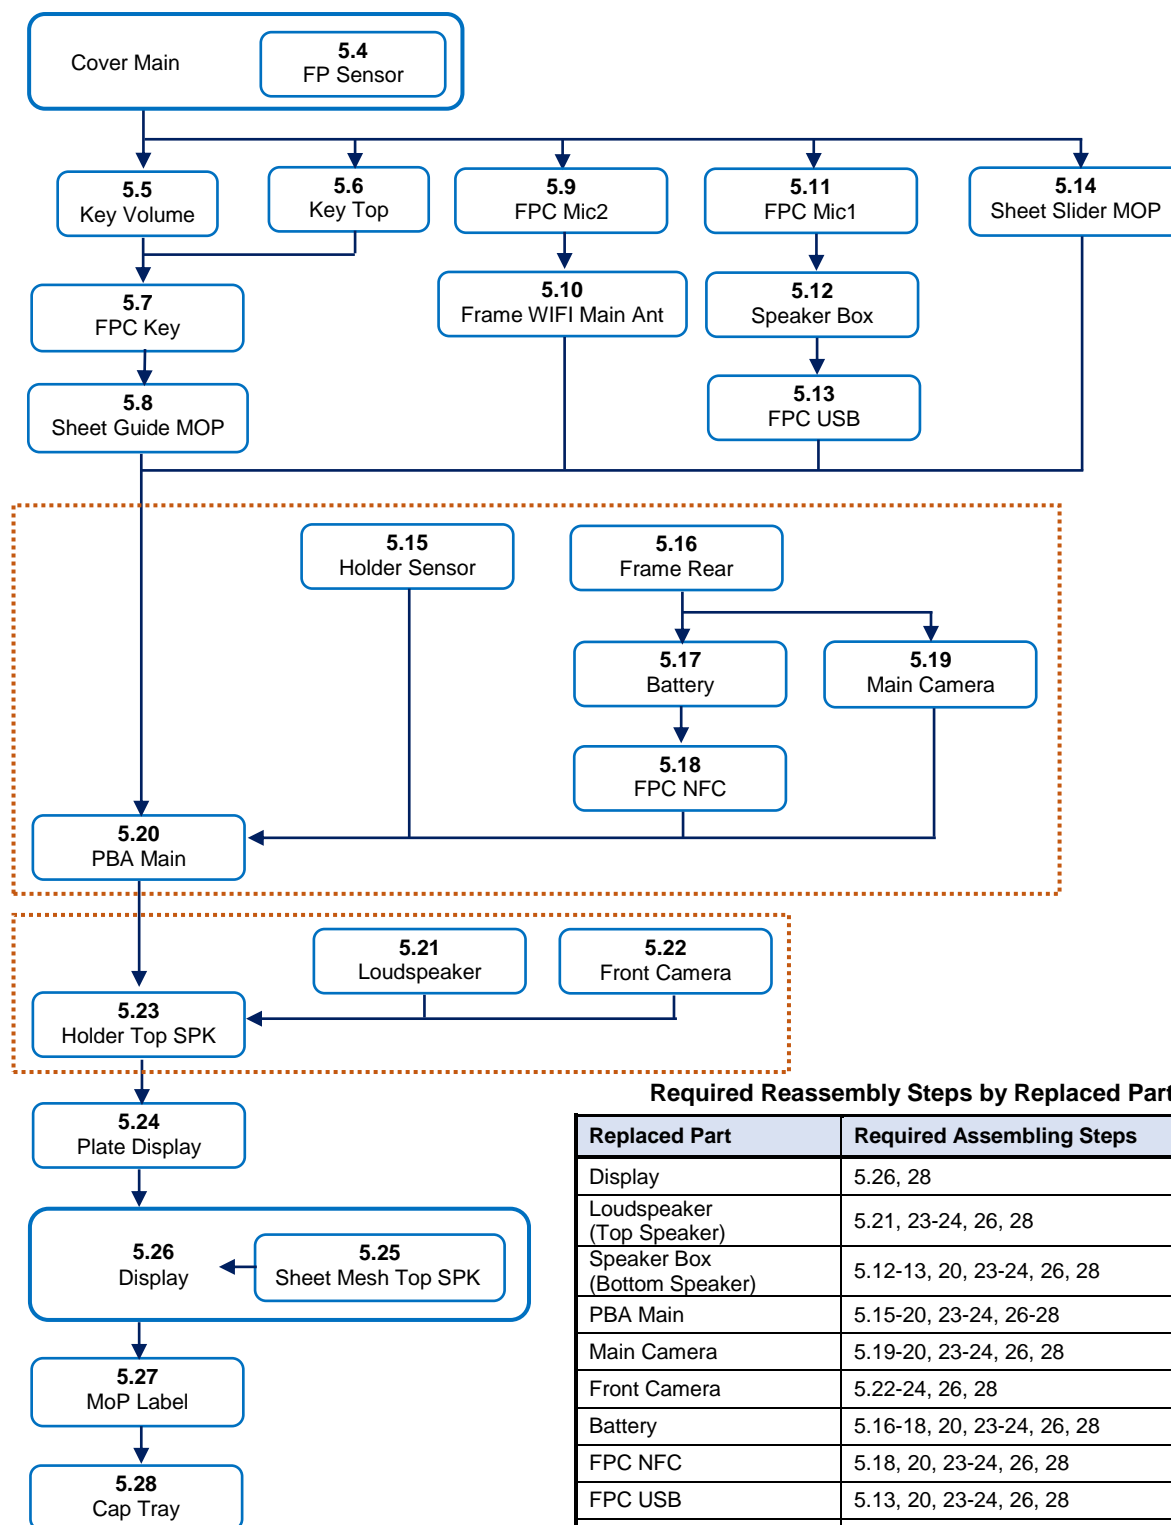 Cover Main
5.4
FP Sensor
5.5
Key Volume
5.6
Key Top
5.9
FPC Mic2
5.11
FPC Mic1
5.14
Sheet Slider MOP
5.7
FPC Key
5.10
Frame WIFI Main Ant
5.12
Speaker Box
5.8
Sheet Guide MOP
5.13
FPC USB
5.15
Holder Sensor
5.16
Frame Rear
5.17
Battery
5.19
Main Camera
5.18
FPC NFC
5.20
PBA Main
5.21
Loudspeaker
5.22
Front Camera
5.23
Holder Top SPK
5.24
Plate Display
5.26
Display
5.25
Sheet Mesh Top SPK
5.27
MoP Label
5.28
Cap Tray
Required Reassembly Steps by Replaced Part
Replaced Part Required Assembling Steps
Display 5.26, 28
Loudspeaker
(Top Speaker) 5.21, 23-24, 26, 28
Speaker Box
(Bottom Speaker) 5.12-13, 20, 23-24, 26, 28
PBA Main 5.15-20, 23-24, 26-28
Main Camera 5.19-20, 23-24, 26, 28
Front Camera 5.22-24, 26, 28
Battery 5.16-18, 20, 23-24, 26, 28
FPC NFC 5.18, 20, 23-24, 26, 28
FPC USB 5.13, 20, 23-24, 26, 28